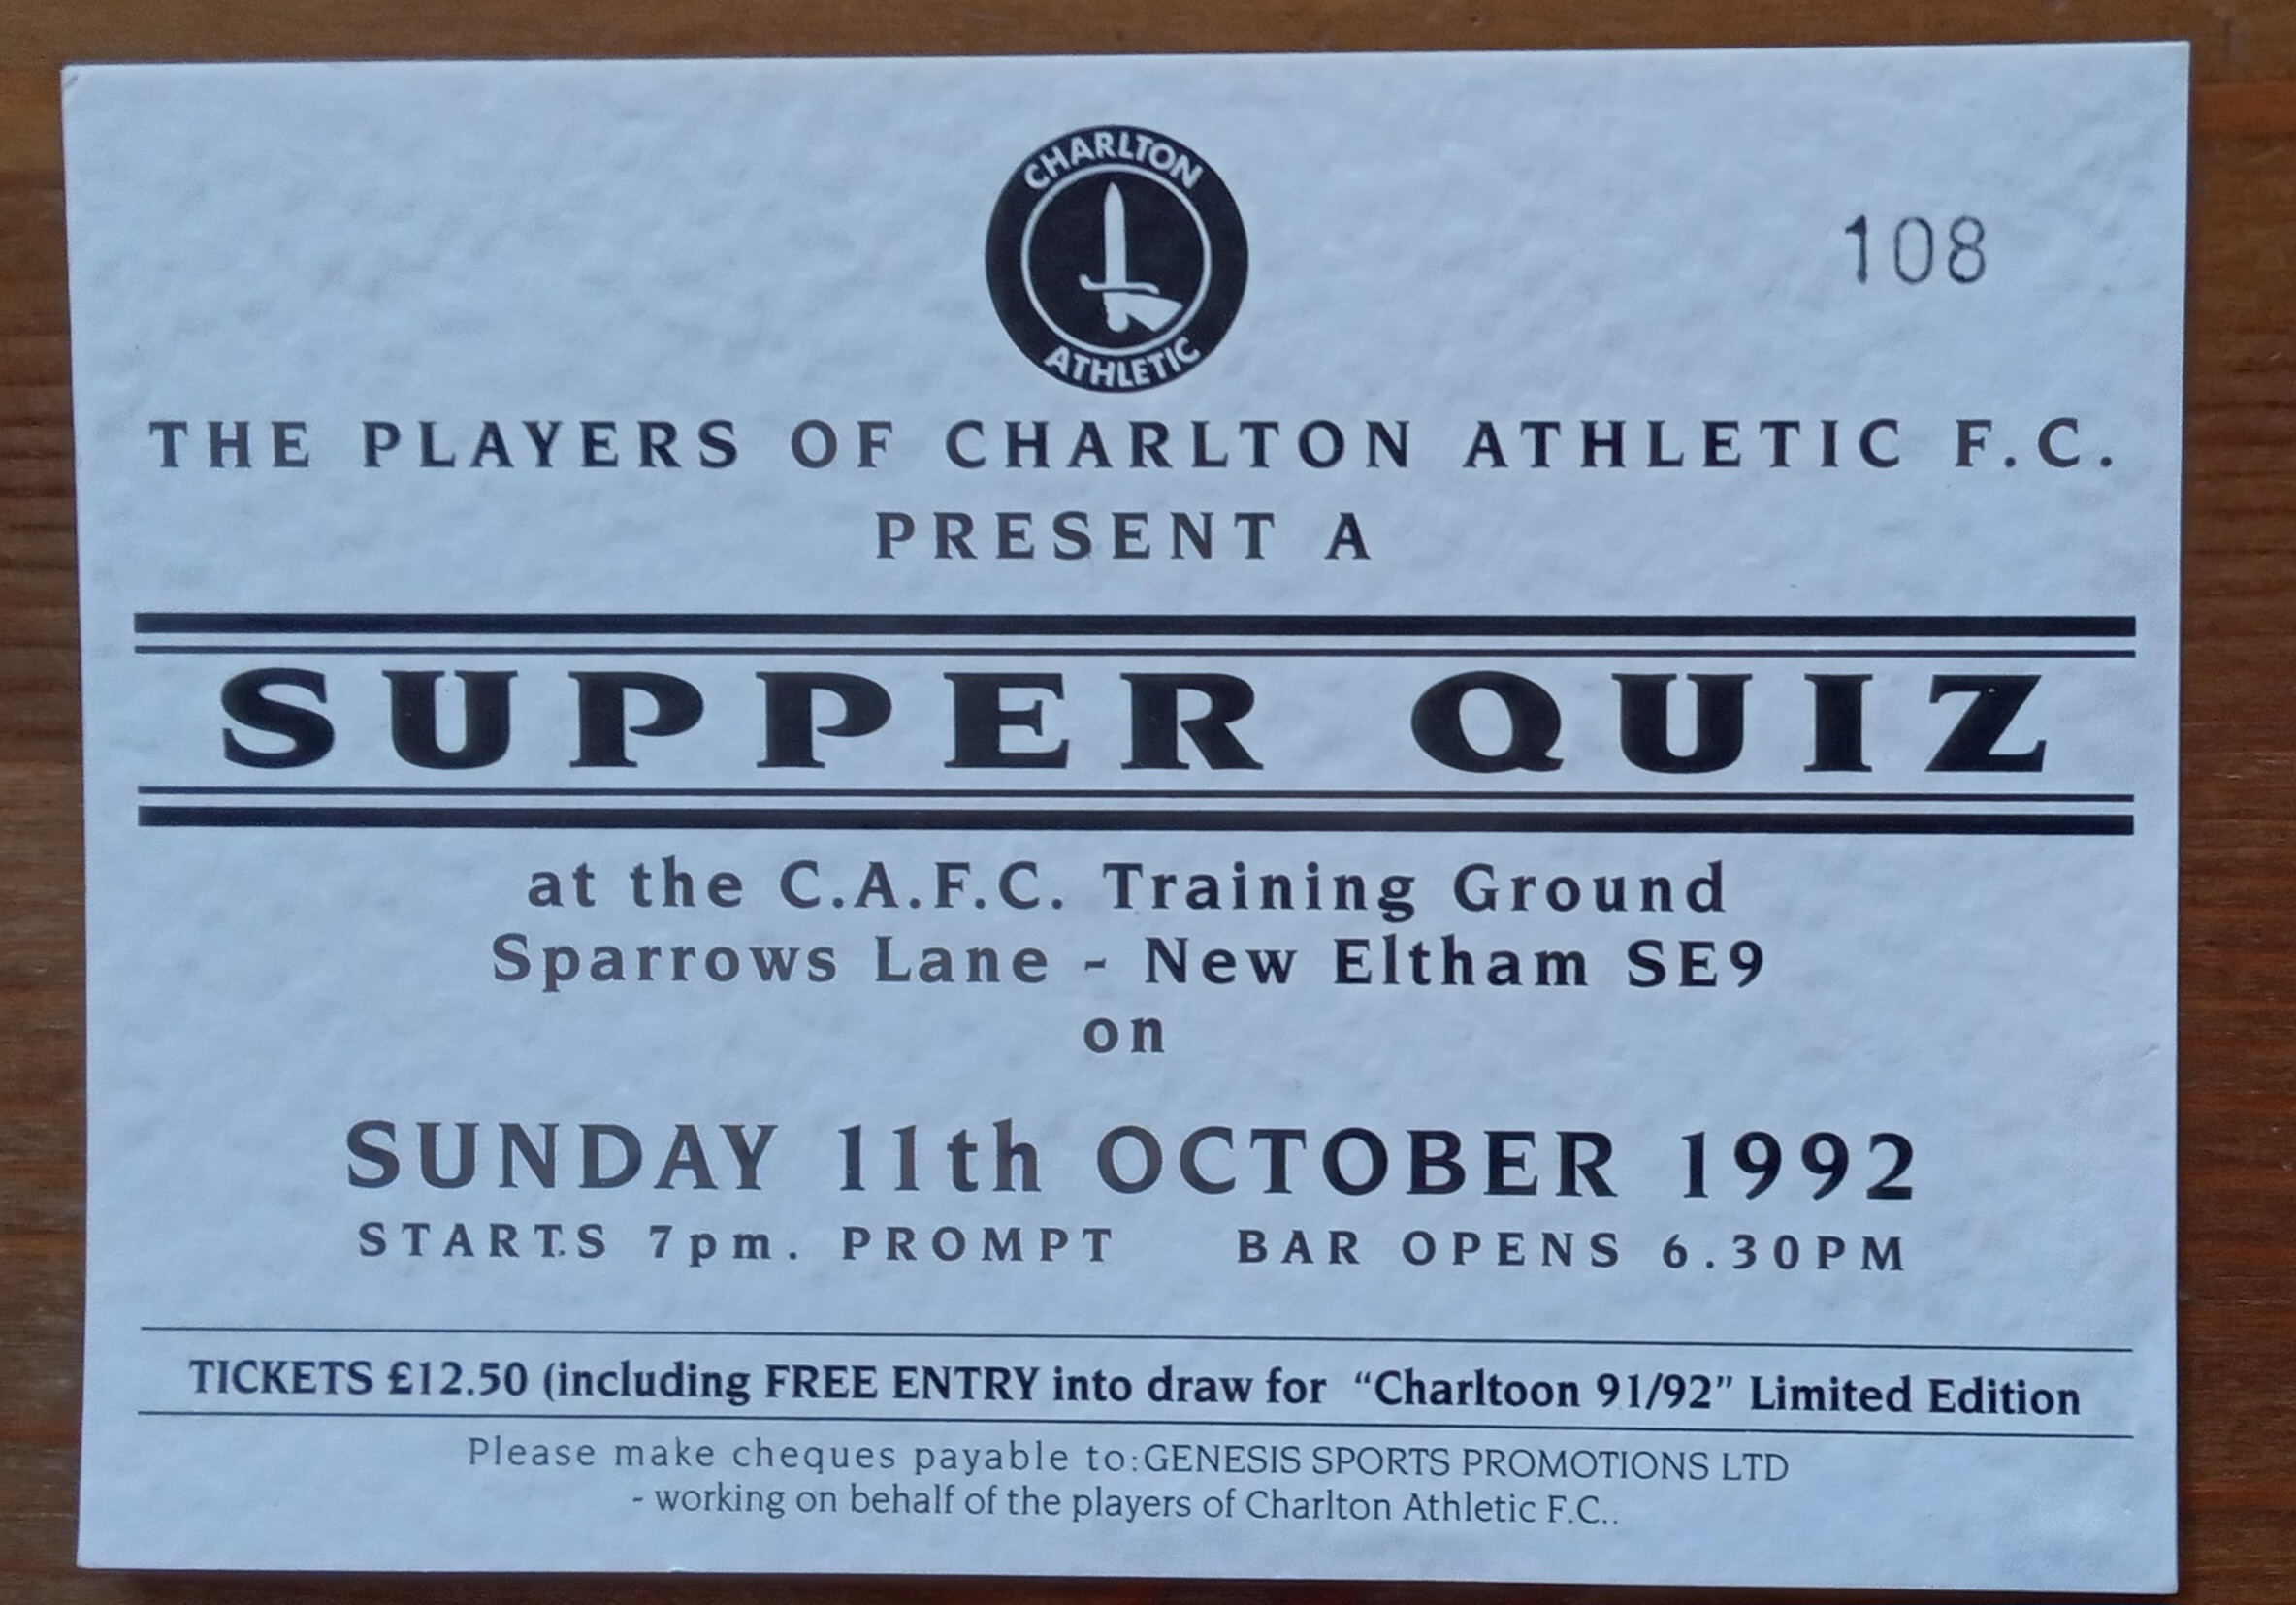 CHARLTON
ATHLETIC
108
THE PLAYERS OF CHARLTON ATHLETIC F.C.
PRESENT A
SUPPER QUIZ
at the C.A.F.C. Training Ground
Sparrows Lane - New Eltham SE9
on
SUNDAY 11th OCTOBER 1992
STARTS 7pm. PROMPT BAR OPENS 6.30PM
TICKETS £12.50 (including FREE ENTRY into draw for “Charltoon 91/92” Limited Edition
Please make cheques payable to:GENESIS SPORTS PROMOTIONS LTD
- working on behalf of the players of Charlton Athletic F.C..